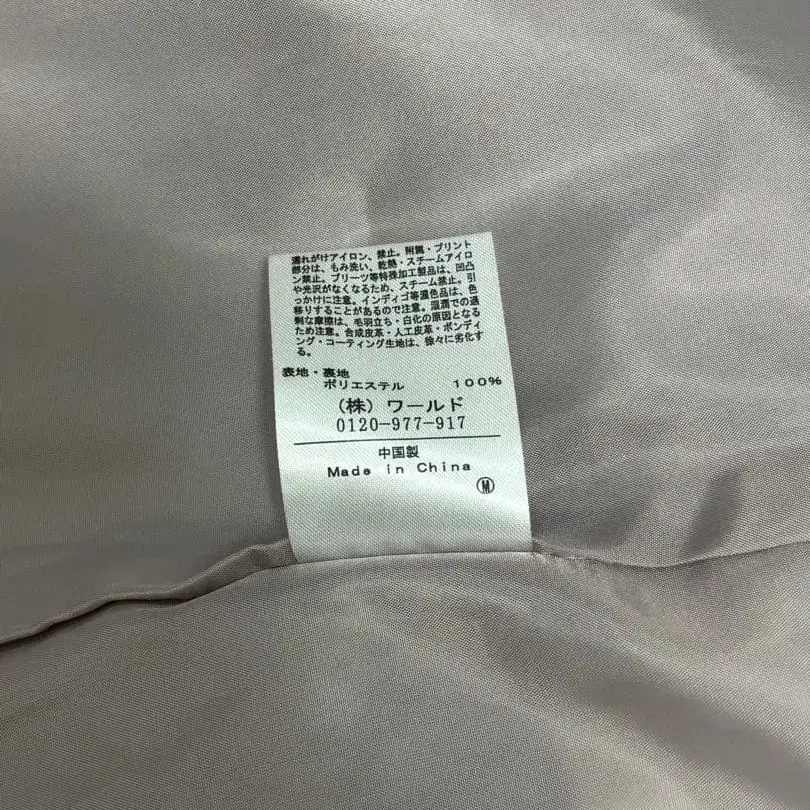 濡れがけアイロン、禁止。附属・プリント
部分は、もみ洗い、乾熱・スチームアイロ
ン禁止。プリーツ等特殊加工製品は、凹凸
や光沢がなくなるため、スチーム禁止。引
っかけに注意。インディゴ等濃色品は、色
移りすることがあるので注意。湿潤での過
剰な摩擦は、毛羽立ち・白化の原因となる
ため注意。合成皮革・人工皮革・ボンディ
ング・コーティング生地は、徐々に劣化す
る。
表地・裏地
ポリエステル 100%
(株)ワールド
0120-977-917
中国製
Made in China
M